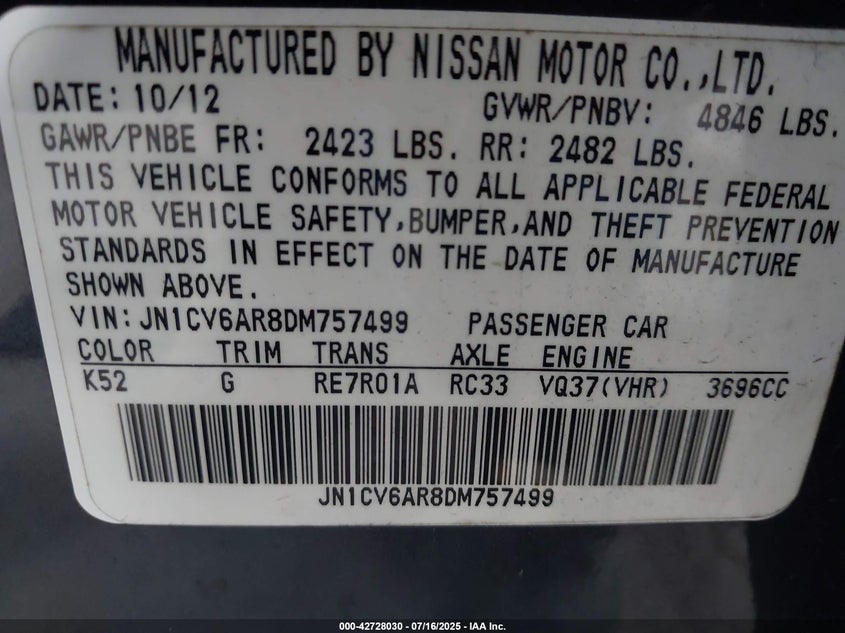 MANUFACTURED BY NISSAN MOTOR CO.,LTD.
DATE: 10/12 GVWR/PNBV: 4846 LBS.
GAWR/PNBE FR: 2423 LBS. RR: 2482 LBS.
THIS VEHICLE CONFORMS TO ALL APPLICABLE FEDERAL
MOTOR VEHICLE SAFETY,BUMPER,AND THEFT PREVENTION
STANDARDS IN EFFECT ON THE DATE OF MANUFACTURE
SHOWN ABOVE.
VIN: JN1CV6AR8DM757499 PASSENGER CAR
COLOR TRIM TRANS AXLE ENGINE
K52 G RE7R01A RC33 VQ37(VHR) 3696CC
JN1CV6AR8DM757499
000-42728030 - 07/16/2025 - IAA Inc.